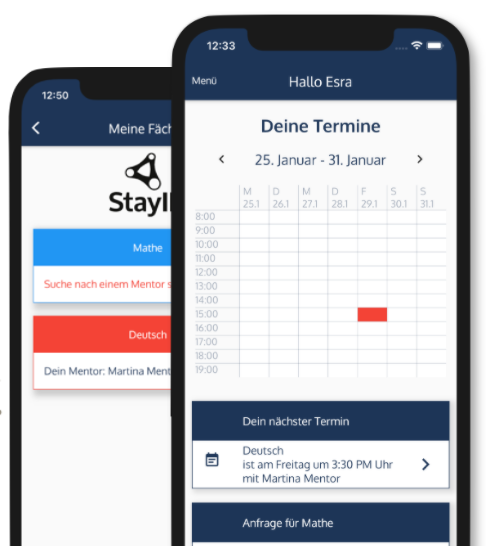 12:33
Menü
Hallo Esra
Deine Termine
25. Januar - 31. Januar
M D M D F S S
25.1 26.1 27.1 28.1 29.1 30.1 31.1
8:00
9:00
10:00
11:00
12:00
13:00
14:00
15:00
16:00
17:00
18:00
19:00
Dein nächster Termin
Deutsch
ist am Freitag um 3:30 PM Uhr
mit Martina Mentor
Anfrage für Mathe
12:50
Meine Fäch
StayI
Mathe
Suche nach einem Mentor s
Deutsch
Dein Mentor: Martina Ment